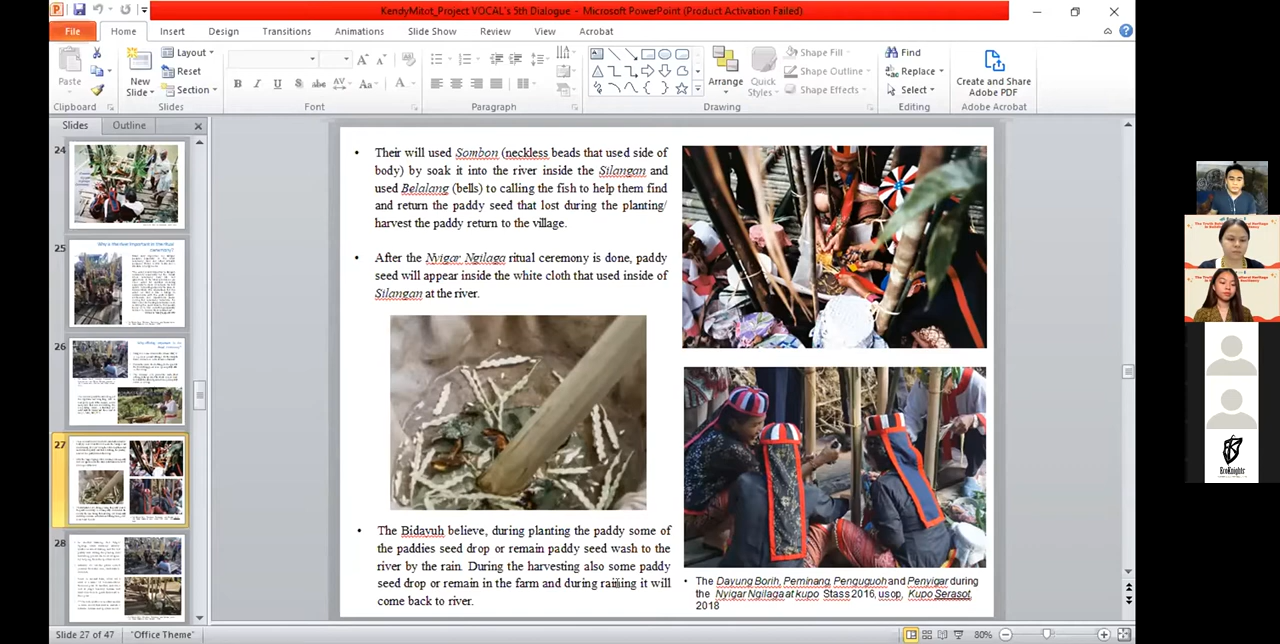 KendyMitot_Project VOCAL's 5th Dialogue - Microsoft PowerPoint (Product Activation Failed)
File Home Insert Design Transitions Animations Slide Show Review View Acrobat
Paste
Clipboard
New Slide
Layout
Reset
Section
Slides
B I U S abc AV Aa A
Font
Paragraph
Arrange
Quick Styles
Shape Fill
Shape Outline
Shape Effects
Drawing
Find
Replace
Select
Editing
Create and Share Adobe PDF
Adobe Acrobat
Slides Outline
24
25
26
27
28
• Their will used Sombon (neckless beads that used side of
body) by soak it into the river inside the Silangan and
used Belalang (bells) to calling the fish to help them find
and return the paddy seed that lost during the planting/
harvest the paddy return to the village.
• After the Nyigar Ngilaga ritual ceremony is done, paddy
seed will appear inside the white cloth that used inside of
Silangan at the river.
• The Bidayuh believe, during planting the paddy some of
the paddies seed drop or remain paddy seed wash to the
river by the rain. During the harvesting also some paddy
seed drop or remain in the farm and during raining it will
come back to river.
• The Dayung Borih, Pamanang, Penguguoh and Penyigar during
the Nyigar Ngilaga at kupo Stass 2016, usop, Kupo Serasot,
2018
EcoKnights
Slide 27 of 47 "Office Theme" 80%